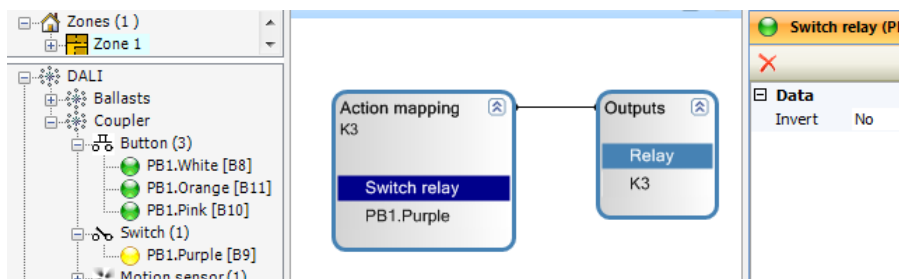 Zones (1 )
Zone 1
DALI
Ballasts
Coupler
Button (3)
PB1.White [B8]
PB1.Orange [B11]
PB1.Pink [B10]
Switch (1)
PB1.Purple [B9]
Motion sensor (1)
Action mapping
K3
Switch relay
PB1.Purple
Outputs
Relay
K3
Switch relay (P
Data
Invert No